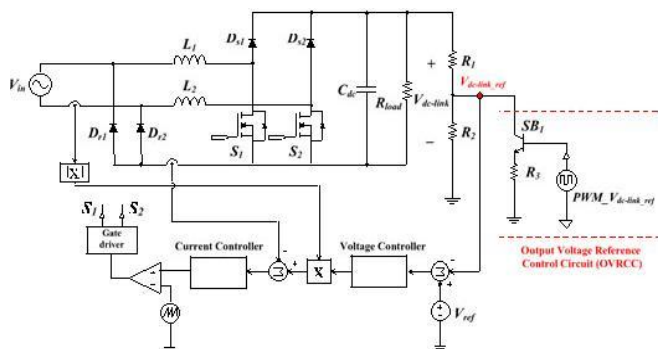 Ds1
Ds2
L1
L2
Vin
Dr1
Dr2
S1
S2
Cdc
Rload
+
Vdc-link
−
R1
R2
Vdc-link_ref
SB1
R3
PWM_Vdc-link_ref
Output Voltage Reference
Control Circuit (OVRCC)
|X|
S1
S2
Gate
driver
Current Controller
-
Σ
+
X
Voltage Controller
-
Σ
+
+
−
Vref